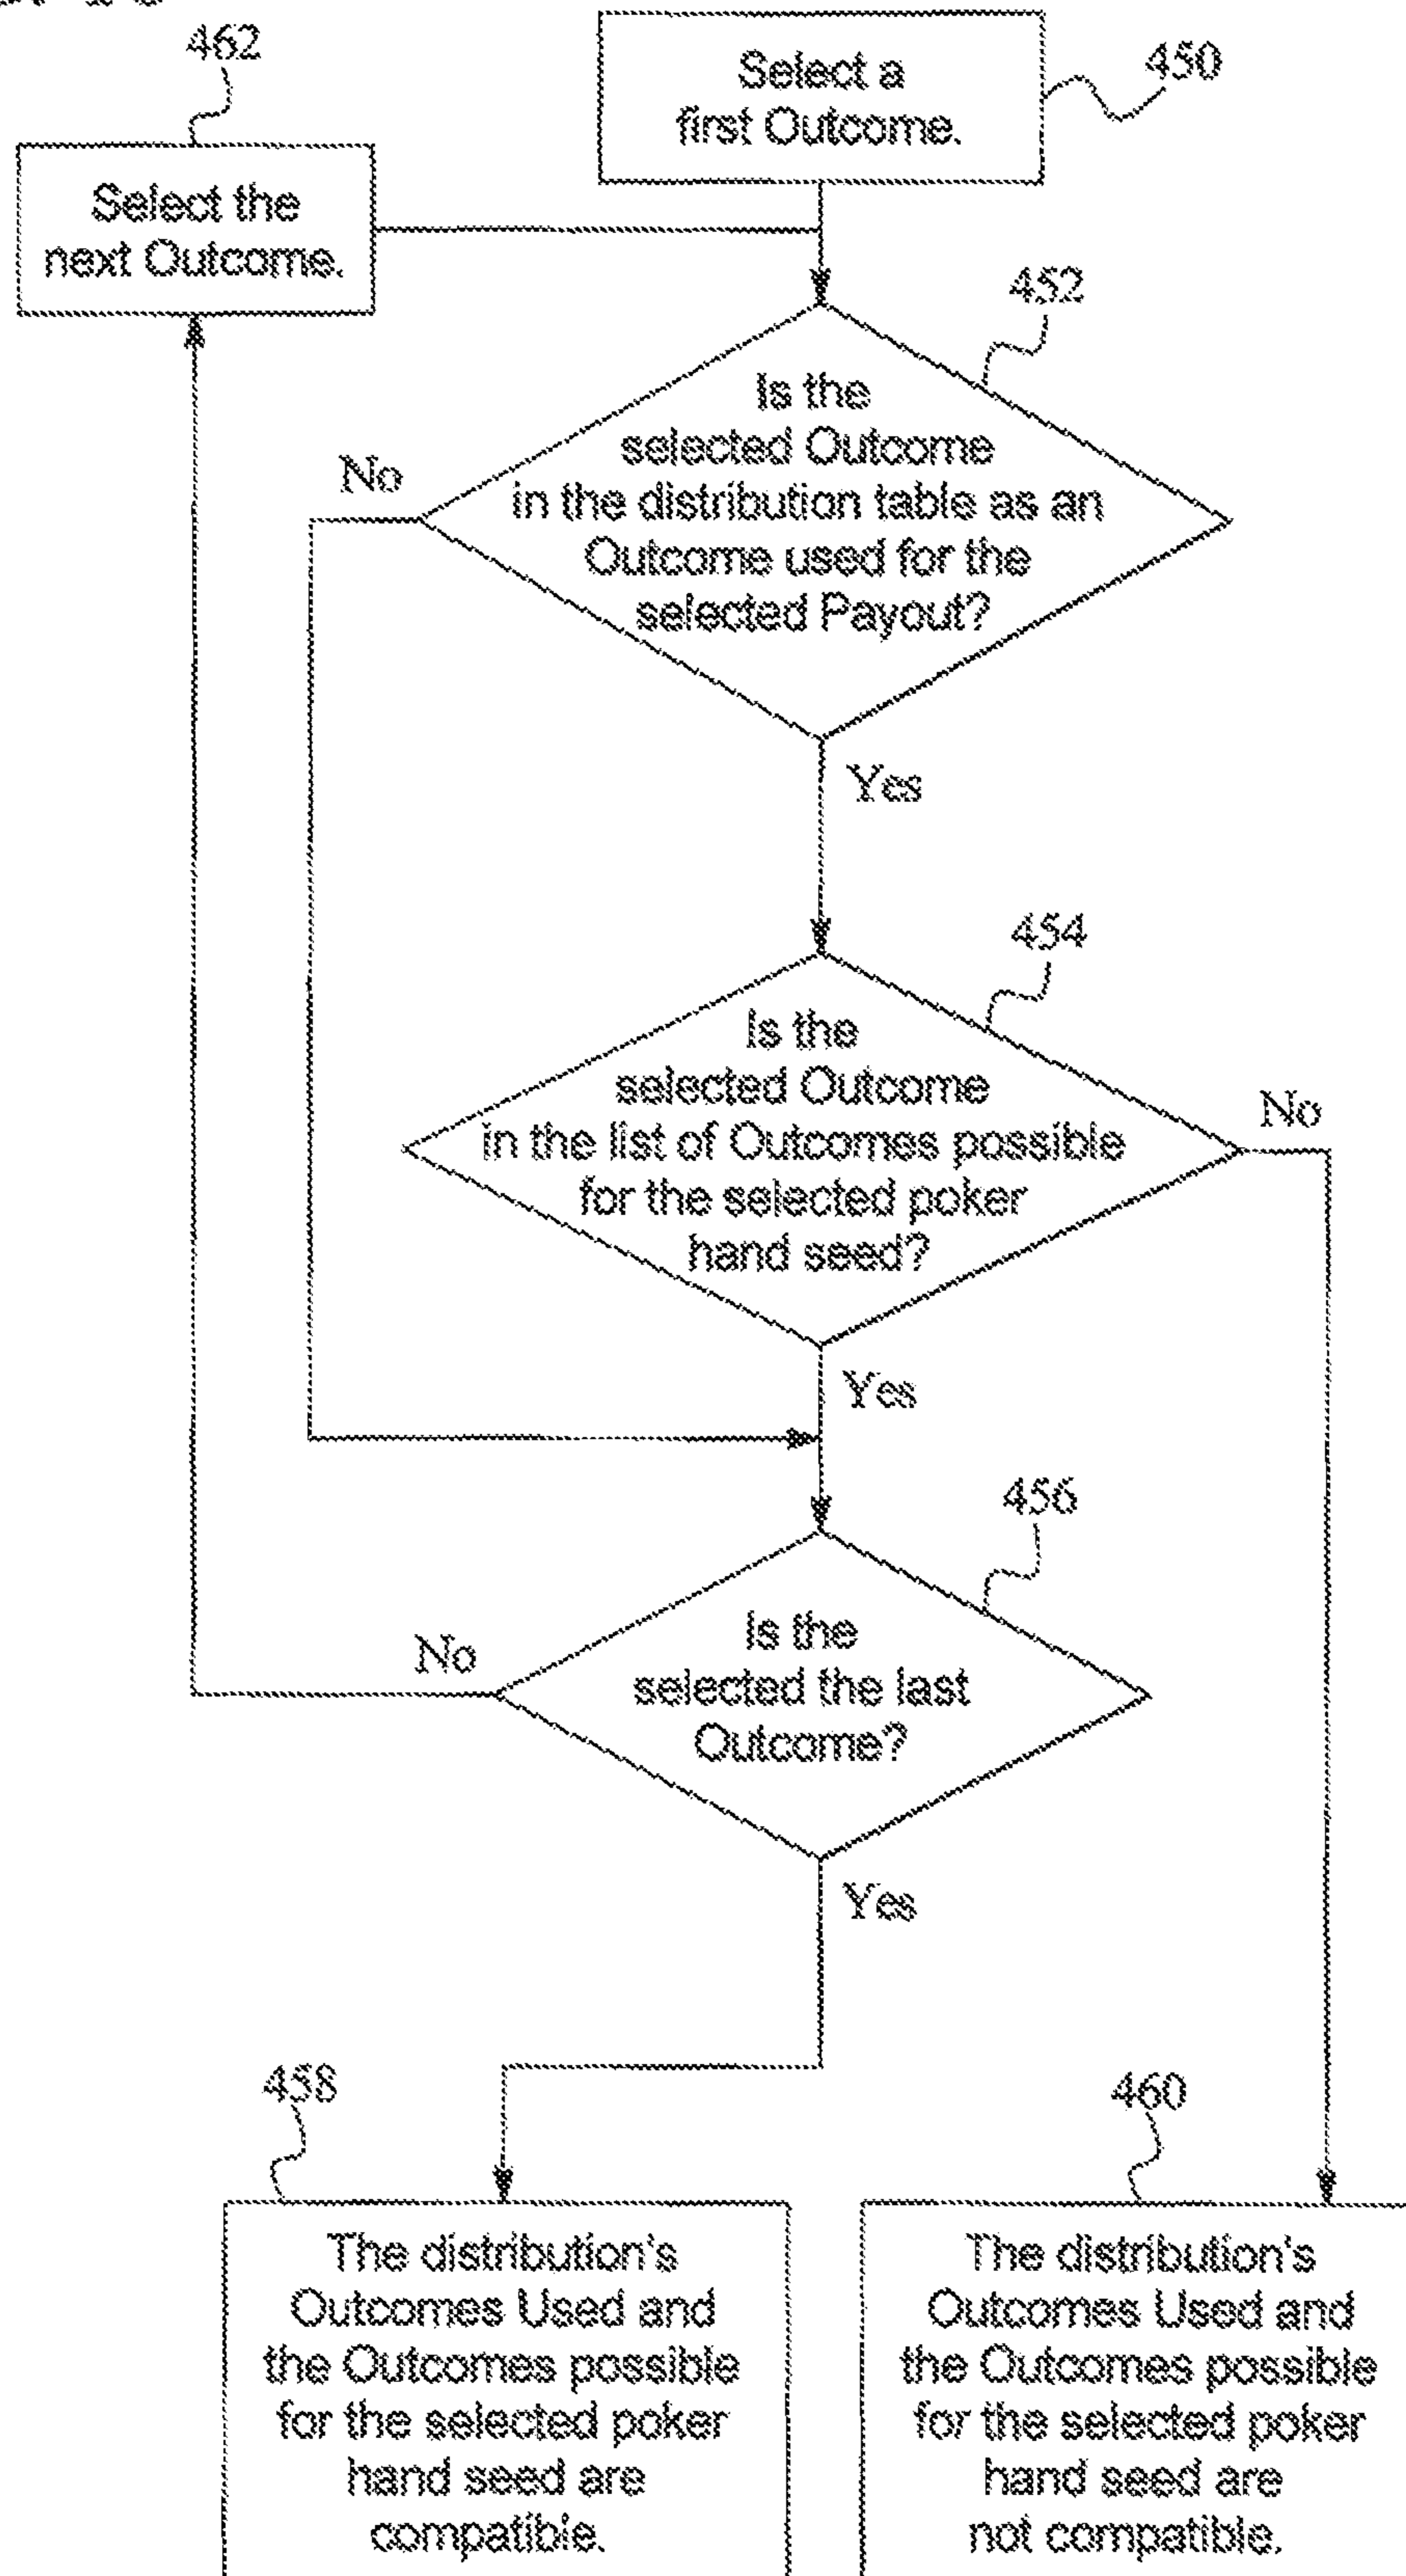 462
Select a
first Outcome.
450
Select the
next Outcome.
452
Is the
selected Outcome
in the distribution table as an
Outcome used for the
selected Payout?
No
Yes
454
Is the
selected Outcome
in the list of Outcomes possible
for the selected poker
hand seed?
No
Yes
456
Is the
selected the last
Outcome?
No
Yes
458
460
The distribution's
Outcomes Used and
the Outcomes possible
for the selected poker
hand seed are
compatible.
The distribution's
Outcomes Used and
the Outcomes possible
for the selected poker
hand seed are
not compatible.